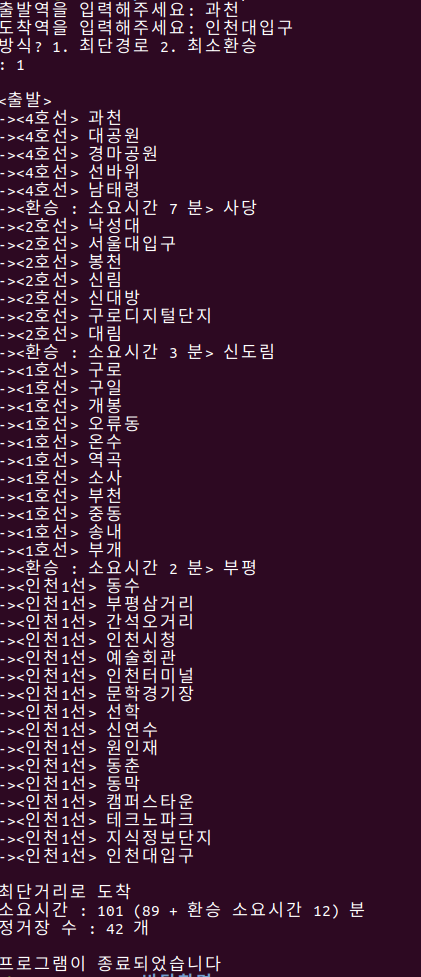 출발역을 입력해주세요: 과천
도착역을 입력해주세요: 인천대입구
방식? 1. 최단경로 2. 최소환승
: 1
<출발>
-><4호선> 과천
-><4호선> 대공원
-><4호선> 경마공원
-><4호선> 선바위
-><4호선> 남태령
-><환승 : 소요시간 7 분> 사당
-><2호선> 낙성대
-><2호선> 서울대입구
-><2호선> 봉천
-><2호선> 신림
-><2호선> 신대방
-><2호선> 구로디지털단지
-><2호선> 대림
-><환승 : 소요시간 3 분> 신도림
-><1호선> 구로
-><1호선> 구일
-><1호선> 개봉
-><1호선> 오류동
-><1호선> 온수
-><1호선> 역곡
-><1호선> 소사
-><1호선> 부천
-><1호선> 중동
-><1호선> 송내
-><1호선> 부개
-><환승 : 소요시간 2 분> 부평
-><인천1선> 동수
-><인천1선> 부평삼거리
-><인천1선> 간석오거리
-><인천1선> 인천시청
-><인천1선> 예술회관
-><인천1선> 인천터미널
-><인천1선> 문학경기장
-><인천1선> 선학
-><인천1선> 신연수
-><인천1선> 원인재
-><인천1선> 동춘
-><인천1선> 동막
-><인천1선> 캠퍼스타운
-><인천1선> 테크노파크
-><인천1선> 지식정보단지
-><인천1선> 인천대입구
최단거리로 도착
소요시간 : 101 (89 + 환승 소요시간 12) 분
정거장 수 : 42 개
프로그램이 종료되었습니다